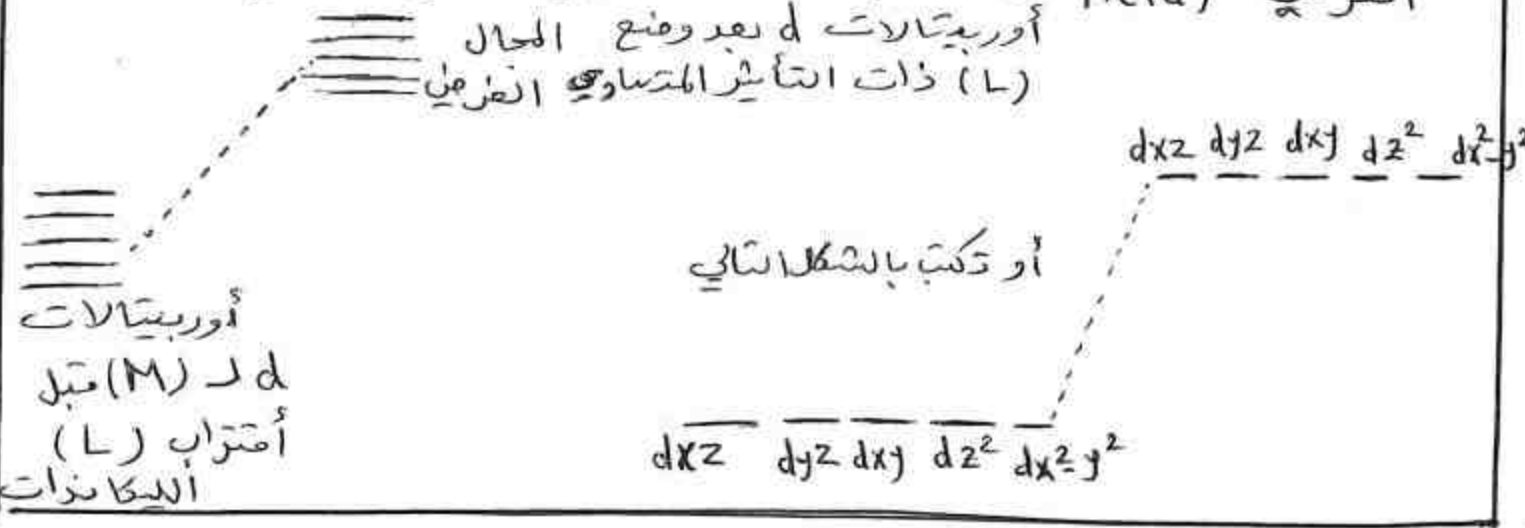 أوربيتالات d بعد وضع المجال
(L) ذات التأثير المتساوي الفرضي
dxz dyz dxy dz² dx²-y²
أو تكتب بالشكل التالي
أوربيتالات
d لـ (M) قبل
أقتراب (L)
الليكاندات
dxz dyz dxy dz² dx²-y²